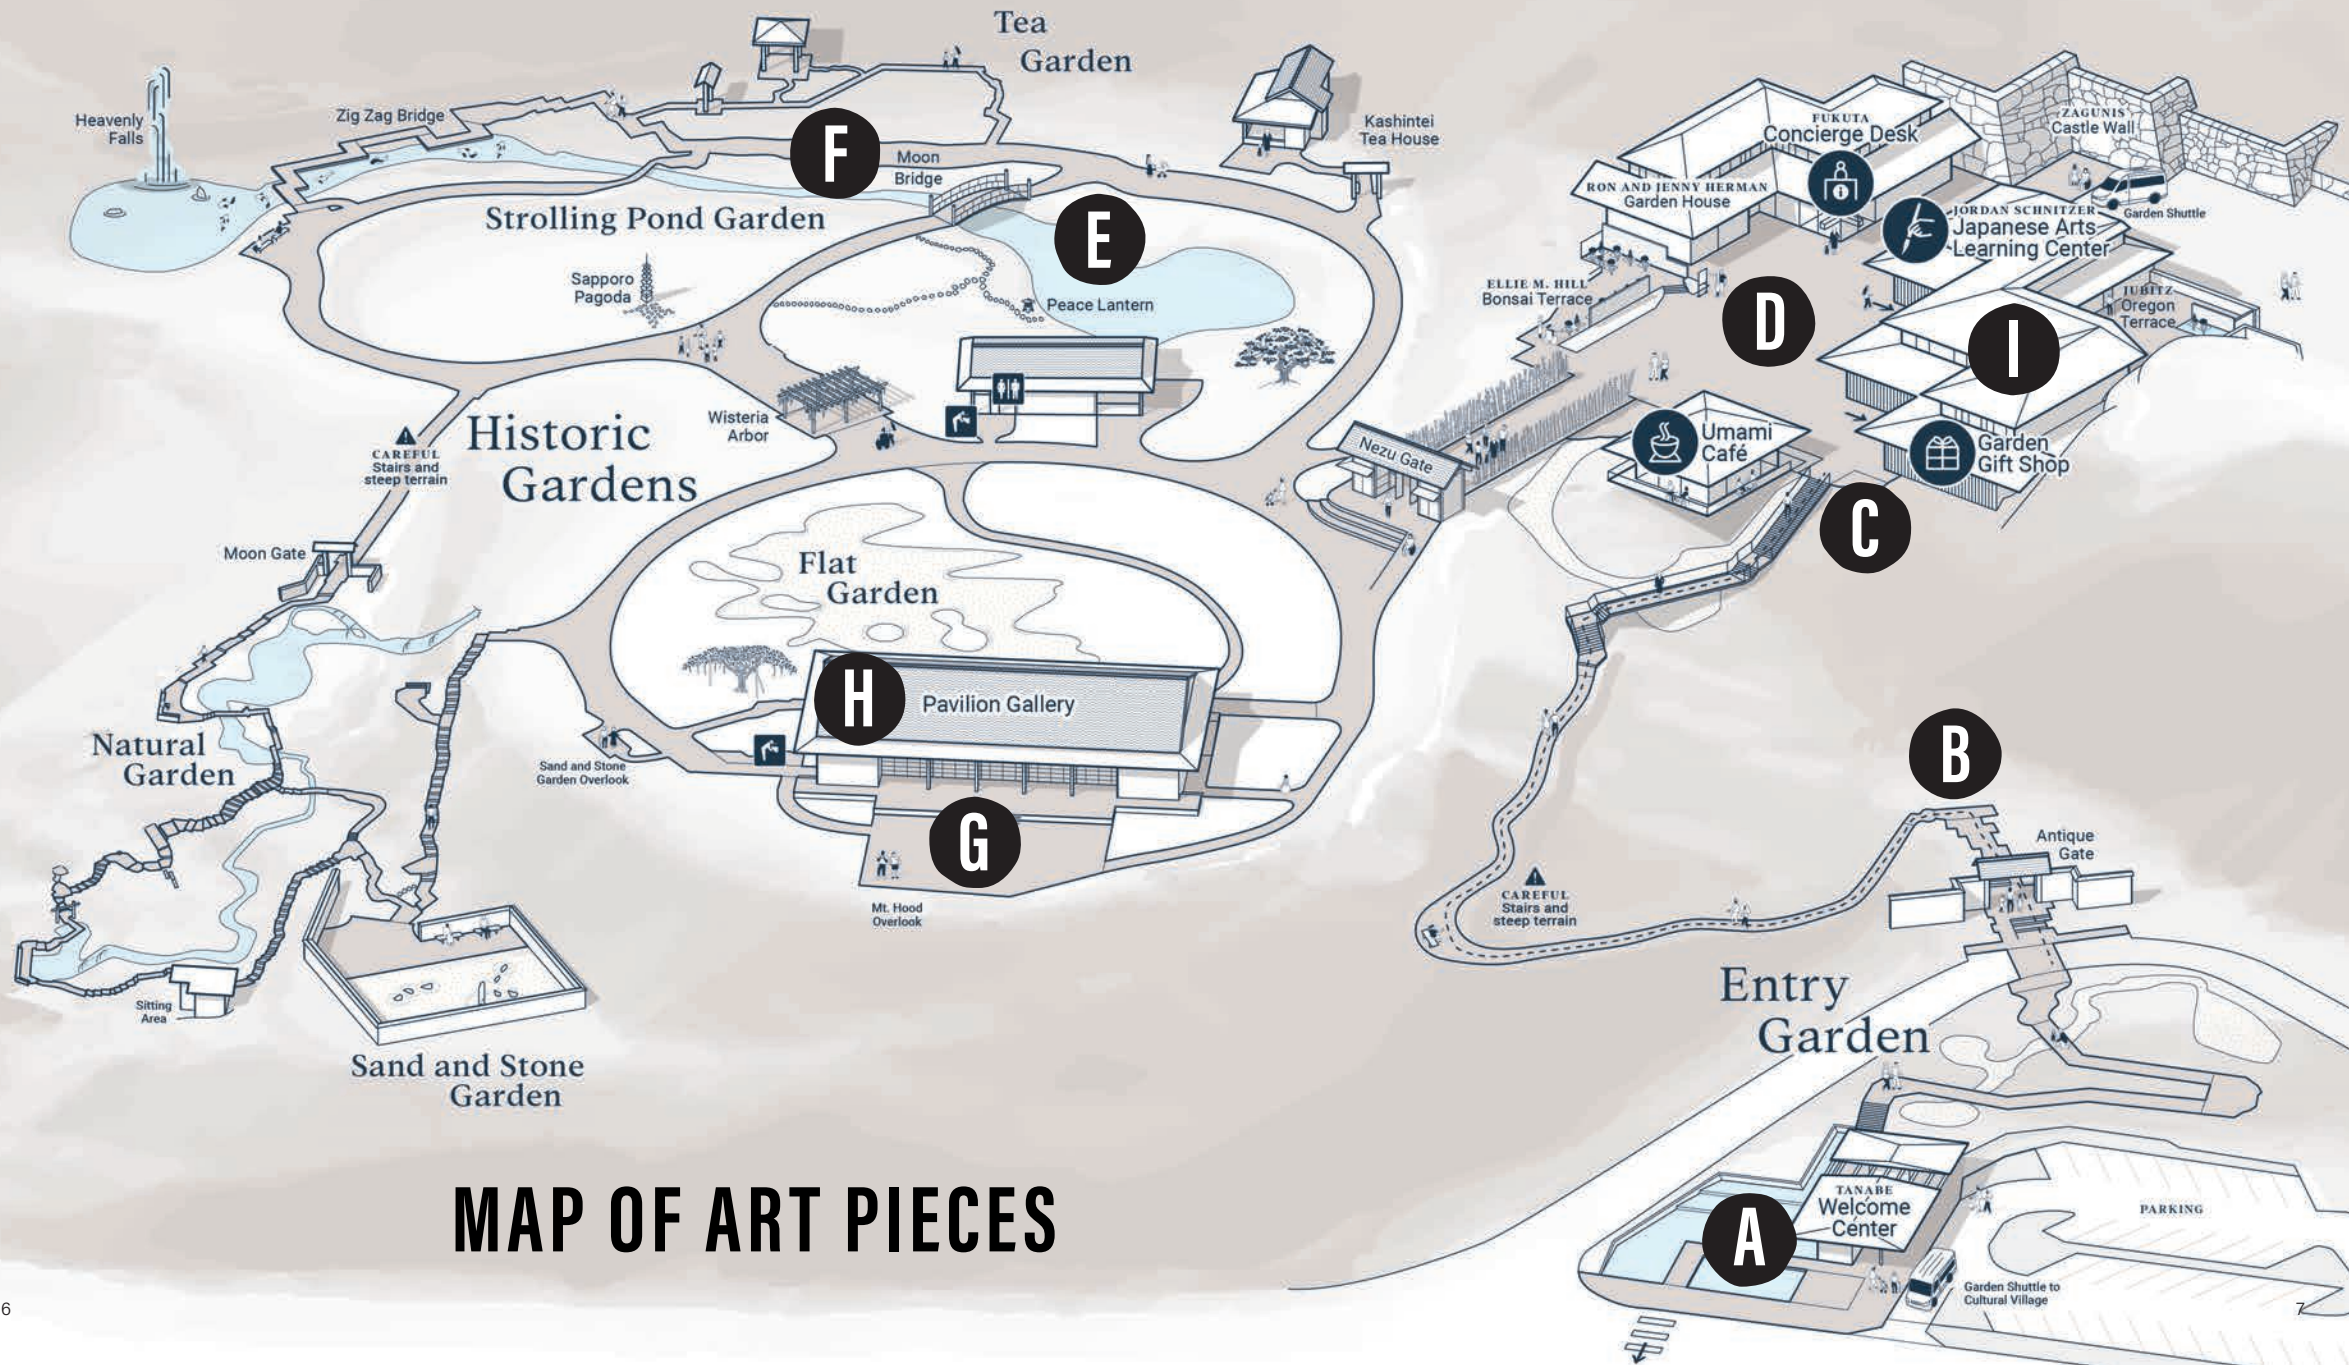 Tea
Garden
Heavenly
Falls
Zig Zag Bridge
F
Moon
Bridge
Kashintei
Tea House
Strolling Pond Garden
E
Sapporo
Pagoda
Peace Lantern
Wisteria
Arbor
CAREFUL
Stairs and
steep terrain
Historic
Gardens
Nezu Gate
Moon Gate
Flat
Garden
H
Pavilion Gallery
Natural
Garden
Sand and Stone
Garden Overlook
G
Mt. Hood
Overlook
Sitting
Area
Sand and Stone
Garden
FUKUTA
Concierge Desk
ZAGUNIS
Castle Wall
RON AND JENNY HERMAN
Garden House
JORDAN SCHNITZER
Japanese Arts
Learning Center
Garden Shuttle
ELLIE M. HILL
Bonsai Terrace
D
JUBITZ
Oregon
Terrace
I
Umami
Café
Garden
Gift Shop
C
B
Antique
Gate
CAREFUL
Stairs and
steep terrain
Entry
Garden
A
TANABE
Welcome
Center
PARKING
Garden Shuttle to
Cultural Village
MAP OF ART PIECES
6
7